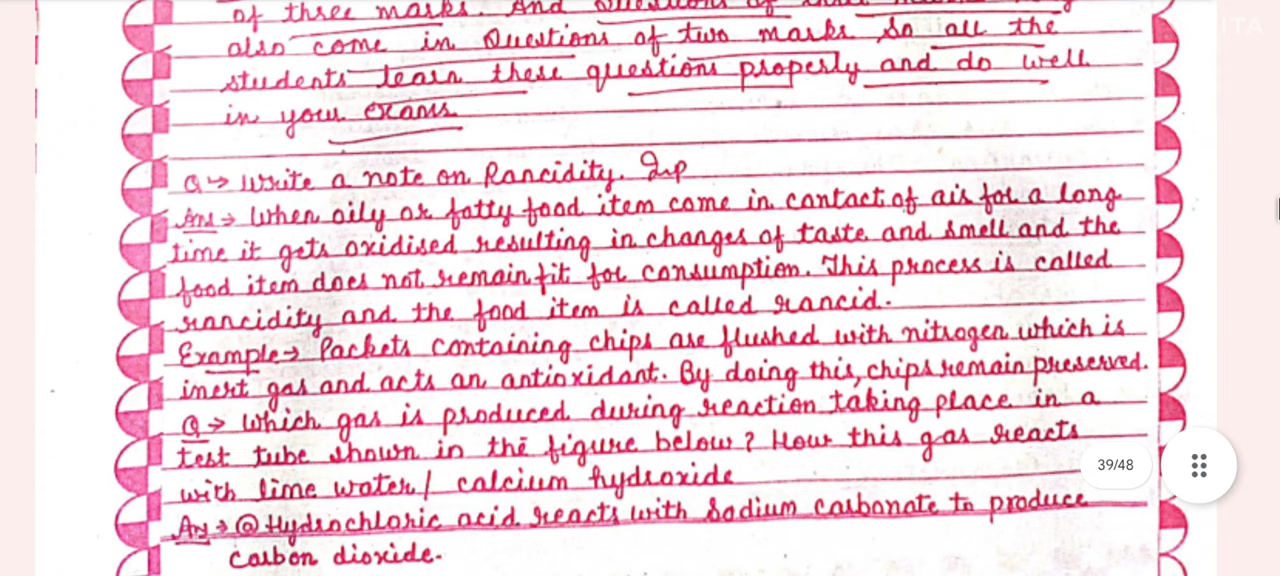 of three marks. And Questions of
also come in Questions of two marks So all the
students learn these questions properly and do well
in your exams.
Q→ Write a note on Rancidity. Imp
Ans→ When oily or fatty food item come in contact of air for a long
time it gets oxidised resulting in changes of taste and smell and the
food item does not remain fit for consumption. This process is called
rancidity and the food item is called rancid.
Example→ Packets containing chips are flushed with nitrogen which is
inert gas and acts an antioxidant. By doing this, chips remain preserved.
Q→ Which gas is produced during reaction taking place in a
test tube shown in the figure below? How this gas reacts
with lime water/ calcium hydroxide
39/48
Ans→ @ Hydrochloric acid reacts with Sodium carbonate to produce
carbon dioxide.